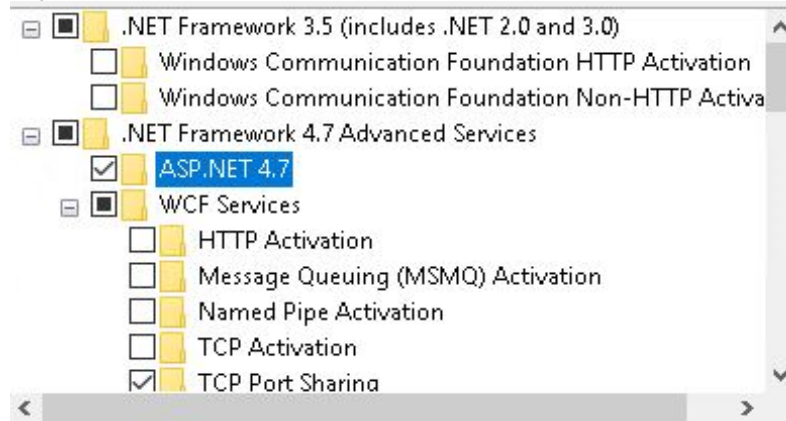 .NET Framework 3.5 (includes .NET 2.0 and 3.0)
Windows Communication Foundation HTTP Activation
Windows Communication Foundation Non-HTTP Activa
.NET Framework 4.7 Advanced Services
ASP.NET 4.7
WCF Services
HTTP Activation
Message Queuing (MSMQ) Activation
Named Pipe Activation
TCP Activation
TCP Port Sharing